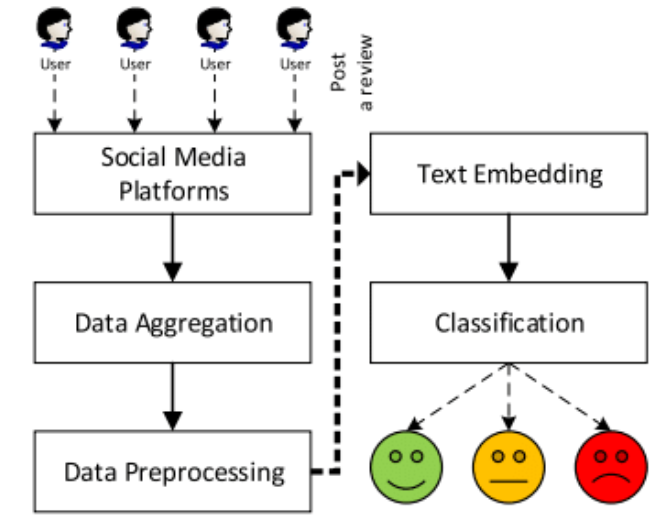 User
User
User
User
Post
a review
Social Media
Platforms
Data Aggregation
Data Preprocessing
Text Embedding
Classification